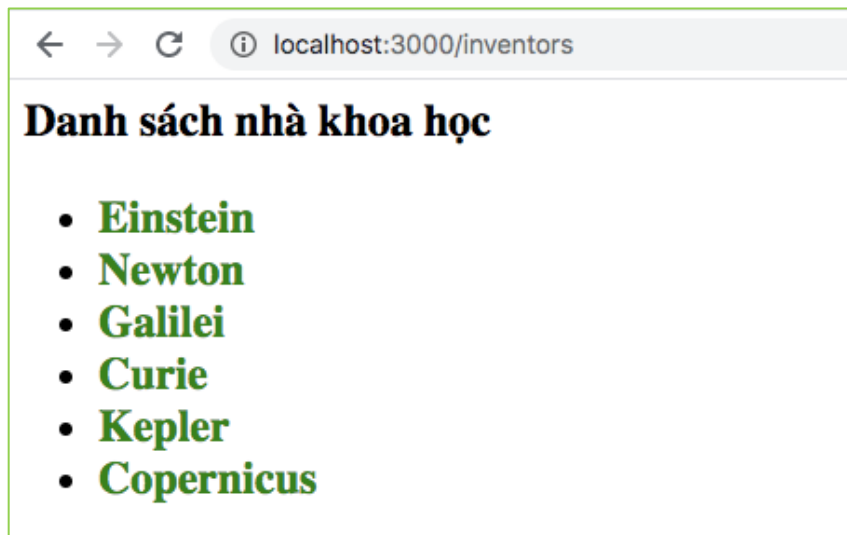 localhost:3000/inventors
Danh sách nhà khoa học
Einstein
Newton
Galilei
Curie
Kepler
Copernicus